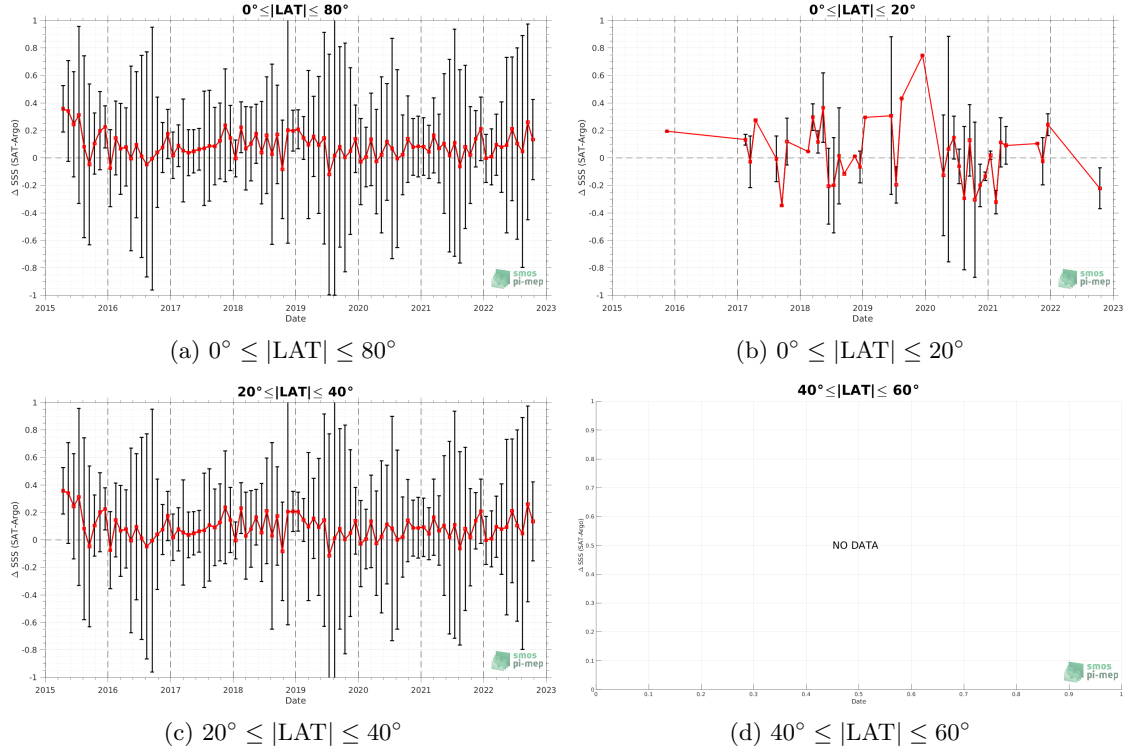 0°≤|LAT|≤ 80°
Δ SSS (SAT-Argo)
1
0.8
0.6
0.4
0.2
0
-0.2
-0.4
-0.6
-0.8
-1
2015 2016 2017 2018 2019 2020 2021 2022 2023
Date
smos
pi-mep
(a) 0° ≤ |LAT| ≤ 80°
0°≤|LAT|≤ 20°
Δ SSS (SAT-Argo)
1
0.8
0.6
0.4
0.2
0
-0.2
-0.4
-0.6
-0.8
-1
2015 2016 2017 2018 2019 2020 2021 2022 2023
Date
smos
pi-mep
(b) 0° ≤ |LAT| ≤ 20°
20°≤|LAT|≤ 40°
Δ SSS (SAT-Argo)
1
0.8
0.6
0.4
0.2
0
-0.2
-0.4
-0.6
-0.8
-1
2015 2016 2017 2018 2019 2020 2021 2022 2023
Date
smos
pi-mep
(c) 20° ≤ |LAT| ≤ 40°
40°≤|LAT|≤ 60°
Δ SSS (SAT-Argo)
1
0.9
0.8
0.7
0.6
0.5
0.4
0.3
0.2
0.1
0
NO DATA
0 0.1 0.2 0.3 0.4 0.5 0.6 0.7 0.8 0.9 1
Date
smos
pi-mep
(d) 40° ≤ |LAT| ≤ 60°